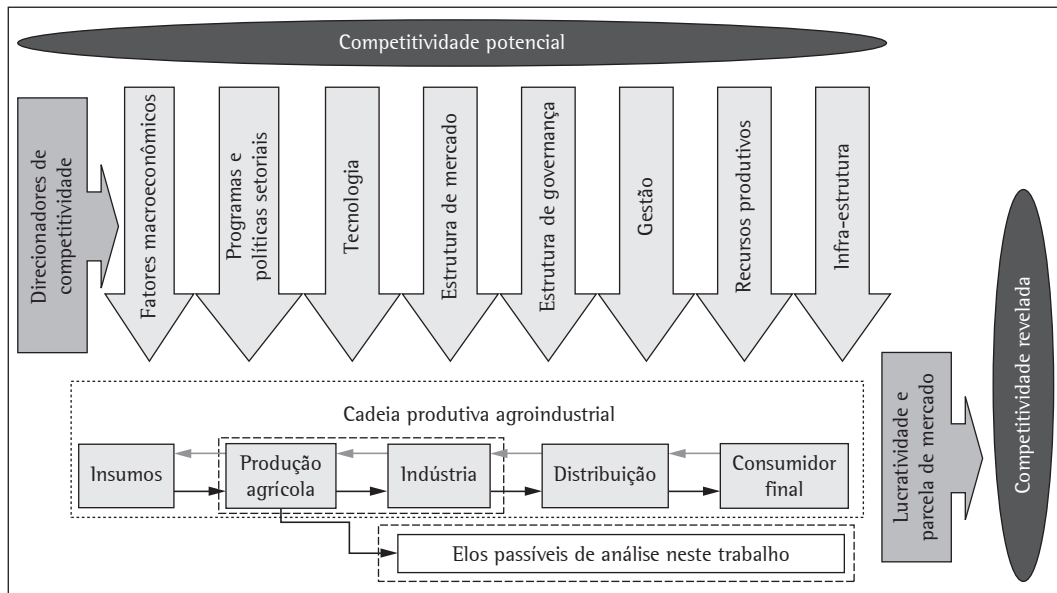 Competitividade potencial
Direcionadores de
competitividade
Fatores macroeconômicos
Programas e
políticas setoriais
Tecnologia
Estrutura de mercado
Estrutura de governança
Gestão
Recursos produtivos
Infra-estrutura
Cadeia produtiva agroindustrial
Insumos
Produção
agrícola
Indústria
Distribuição
Consumidor
final
Elos passíveis de análise neste trabalho
Lucratividade e
parcela de mercado
Competitividade revelada